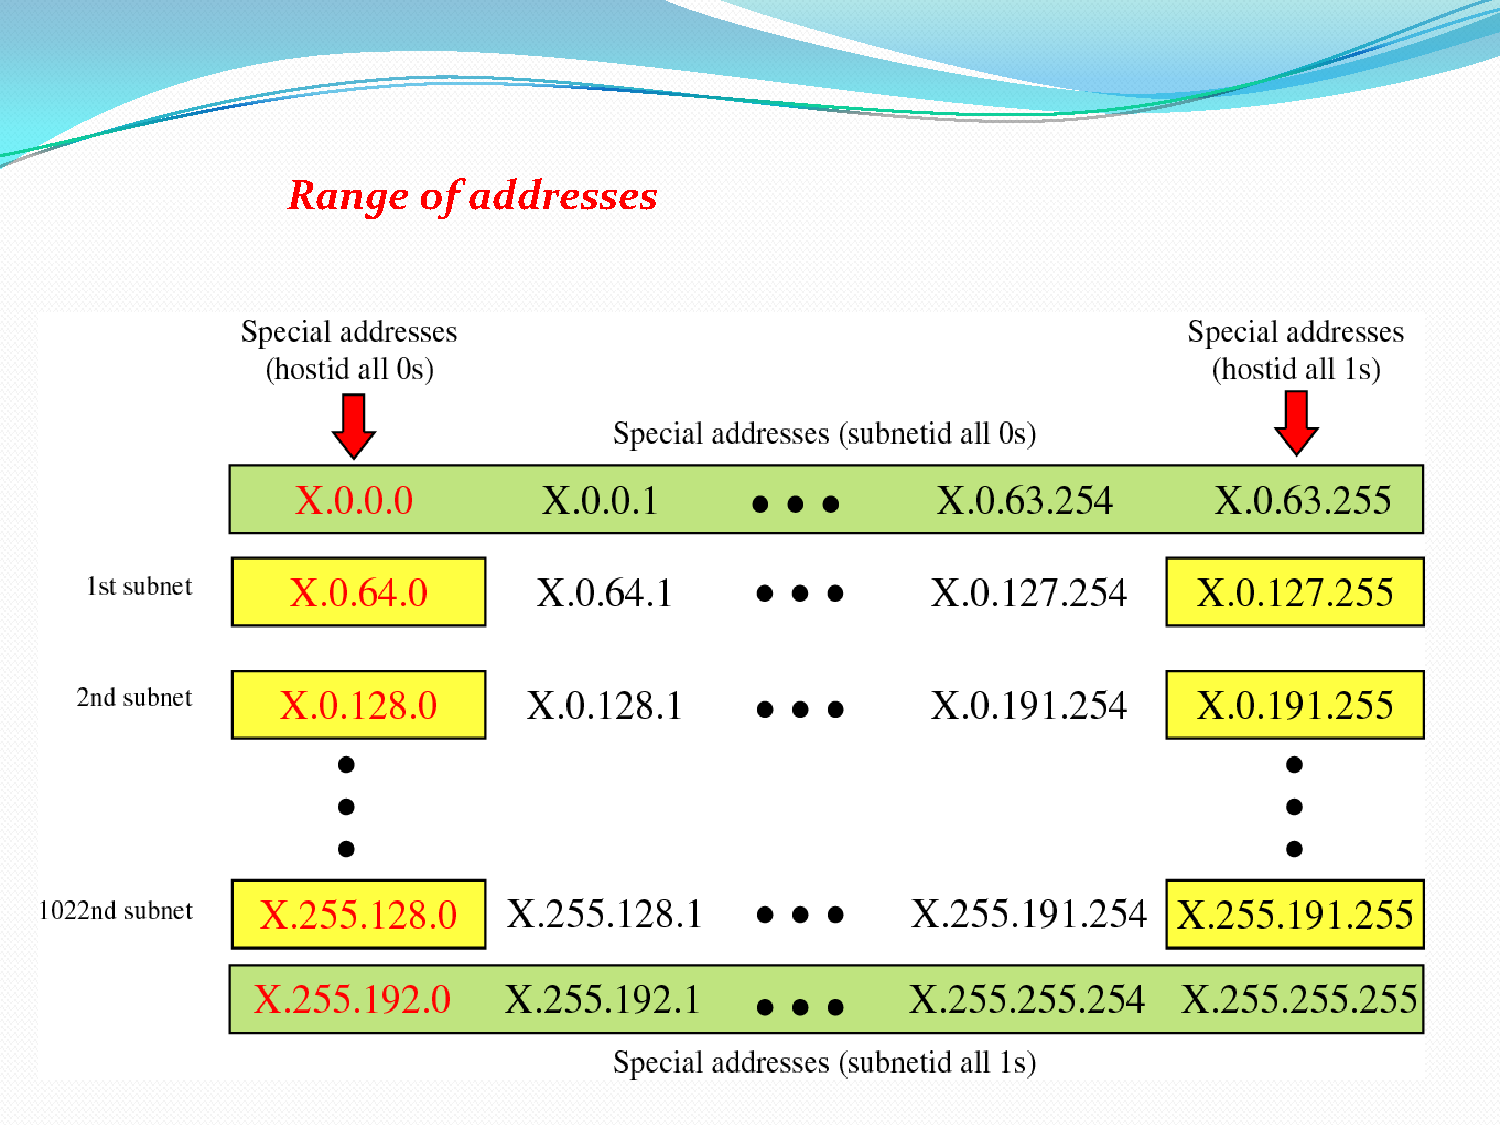 Range of addresses
Special addresses
(hostid all 0s)
Special addresses
(hostid all 1s)
Special addresses (subnetid all 0s)
X.0.0.0 X.0.0.1 ● ● ● X.0.63.254 X.0.63.255
1st subnet X.0.64.0 X.0.64.1 ● ● ● X.0.127.254 X.0.127.255
2nd subnet X.0.128.0 X.0.128.1 ● ● ● X.0.191.254 X.0.191.255
1022nd subnet X.255.128.0 X.255.128.1 ● ● ● X.255.191.254 X.255.191.255
X.255.192.0 X.255.192.1 ● ● ● X.255.255.254 X.255.255.255
Special addresses (subnetid all 1s)